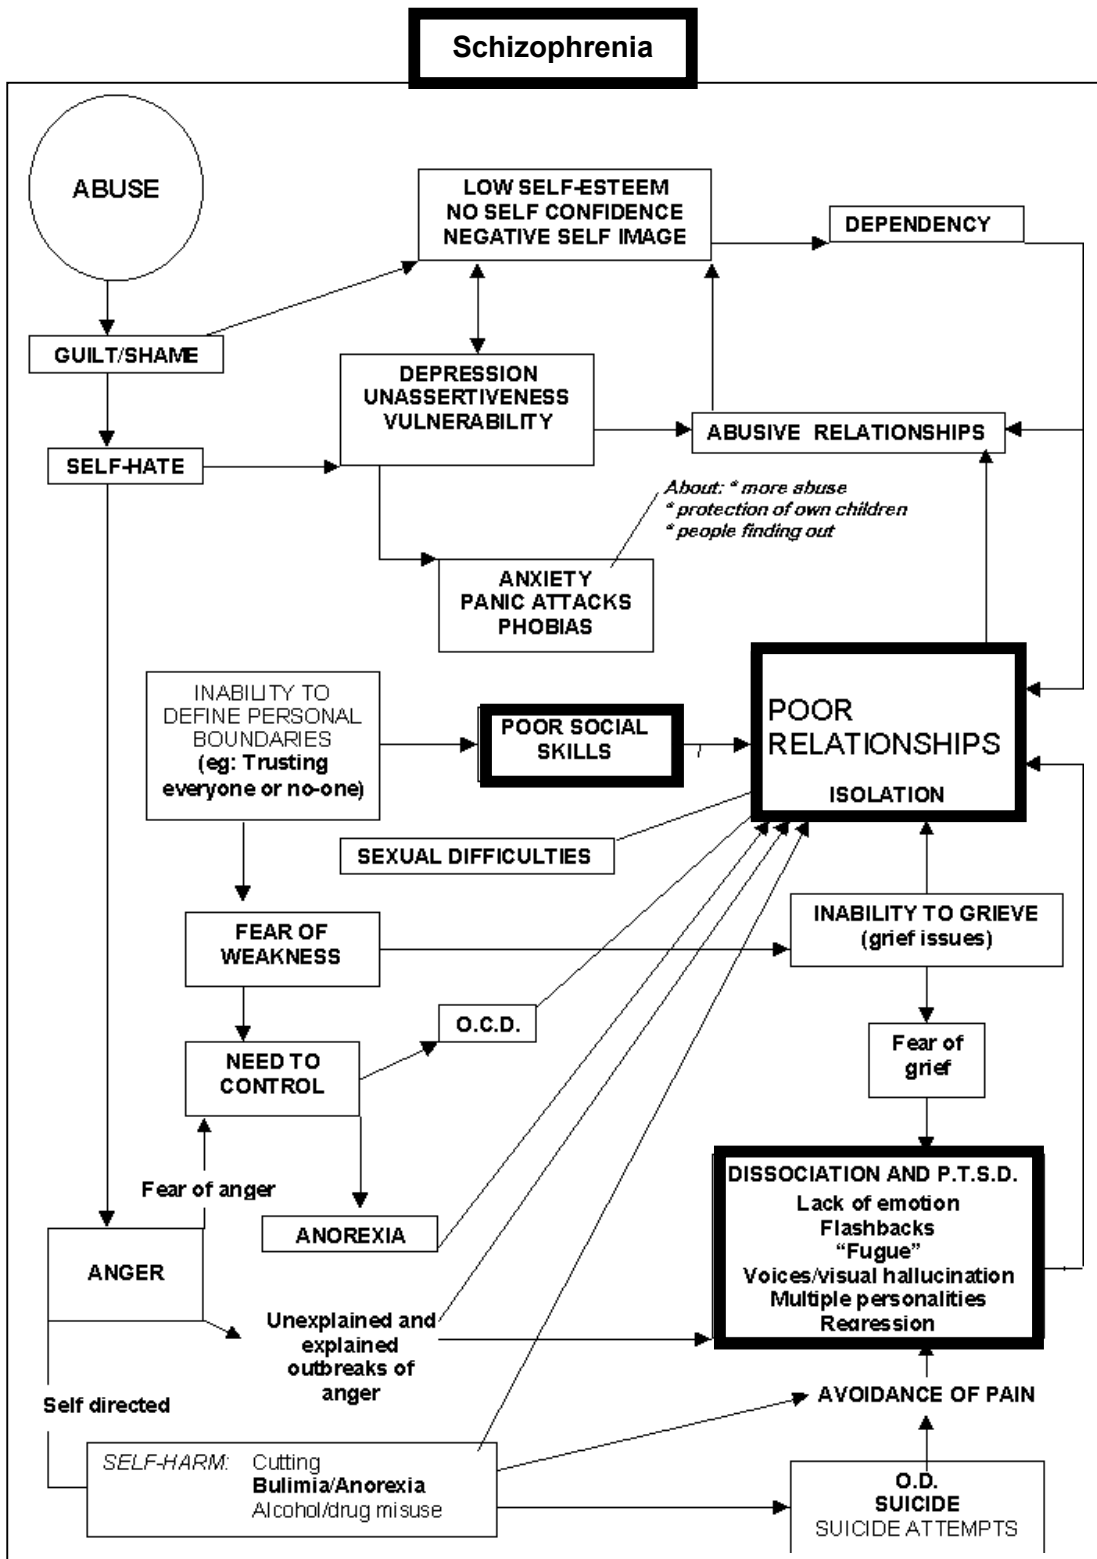 Schizophrenia
ABUSE
LOW SELF-ESTEEM
NO SELF CONFIDENCE
NEGATIVE SELF IMAGE
DEPENDENCY
GUILT/SHAME
DEPRESSION
UNASSERTIVENESS
VULNERABILITY
ABUSIVE RELATIONSHIPS
SELF-HATE
About: * more abuse
* protection of own children
* people finding out
ANXIETY
PANIC ATTACKS
PHOBIAS
INABILITY TO
DEFINE PERSONAL
BOUNDARIES
(eg: Trusting
everyone or no-one)
POOR SOCIAL
SKILLS
POOR
RELATIONSHIPS
ISOLATION
SEXUAL DIFFICULTIES
FEAR OF
WEAKNESS
INABILITY TO GRIEVE
(grief issues)
O.C.D.
NEED TO
CONTROL
Fear of
grief
Fear of anger
ANOREXIA
DISSOCIATION AND P.T.S.D.
Lack of emotion
Flashbacks
“Fugue”
Voices/visual hallucination
Multiple personalities
Regression
ANGER
Unexplained and
explained
outbreaks of
anger
Self directed
AVOIDANCE OF PAIN
SELF-HARM: Cutting
Bulimia/Anorexia
Alcohol/drug misuse
O.D.
SUICIDE
SUICIDE ATTEMPTS